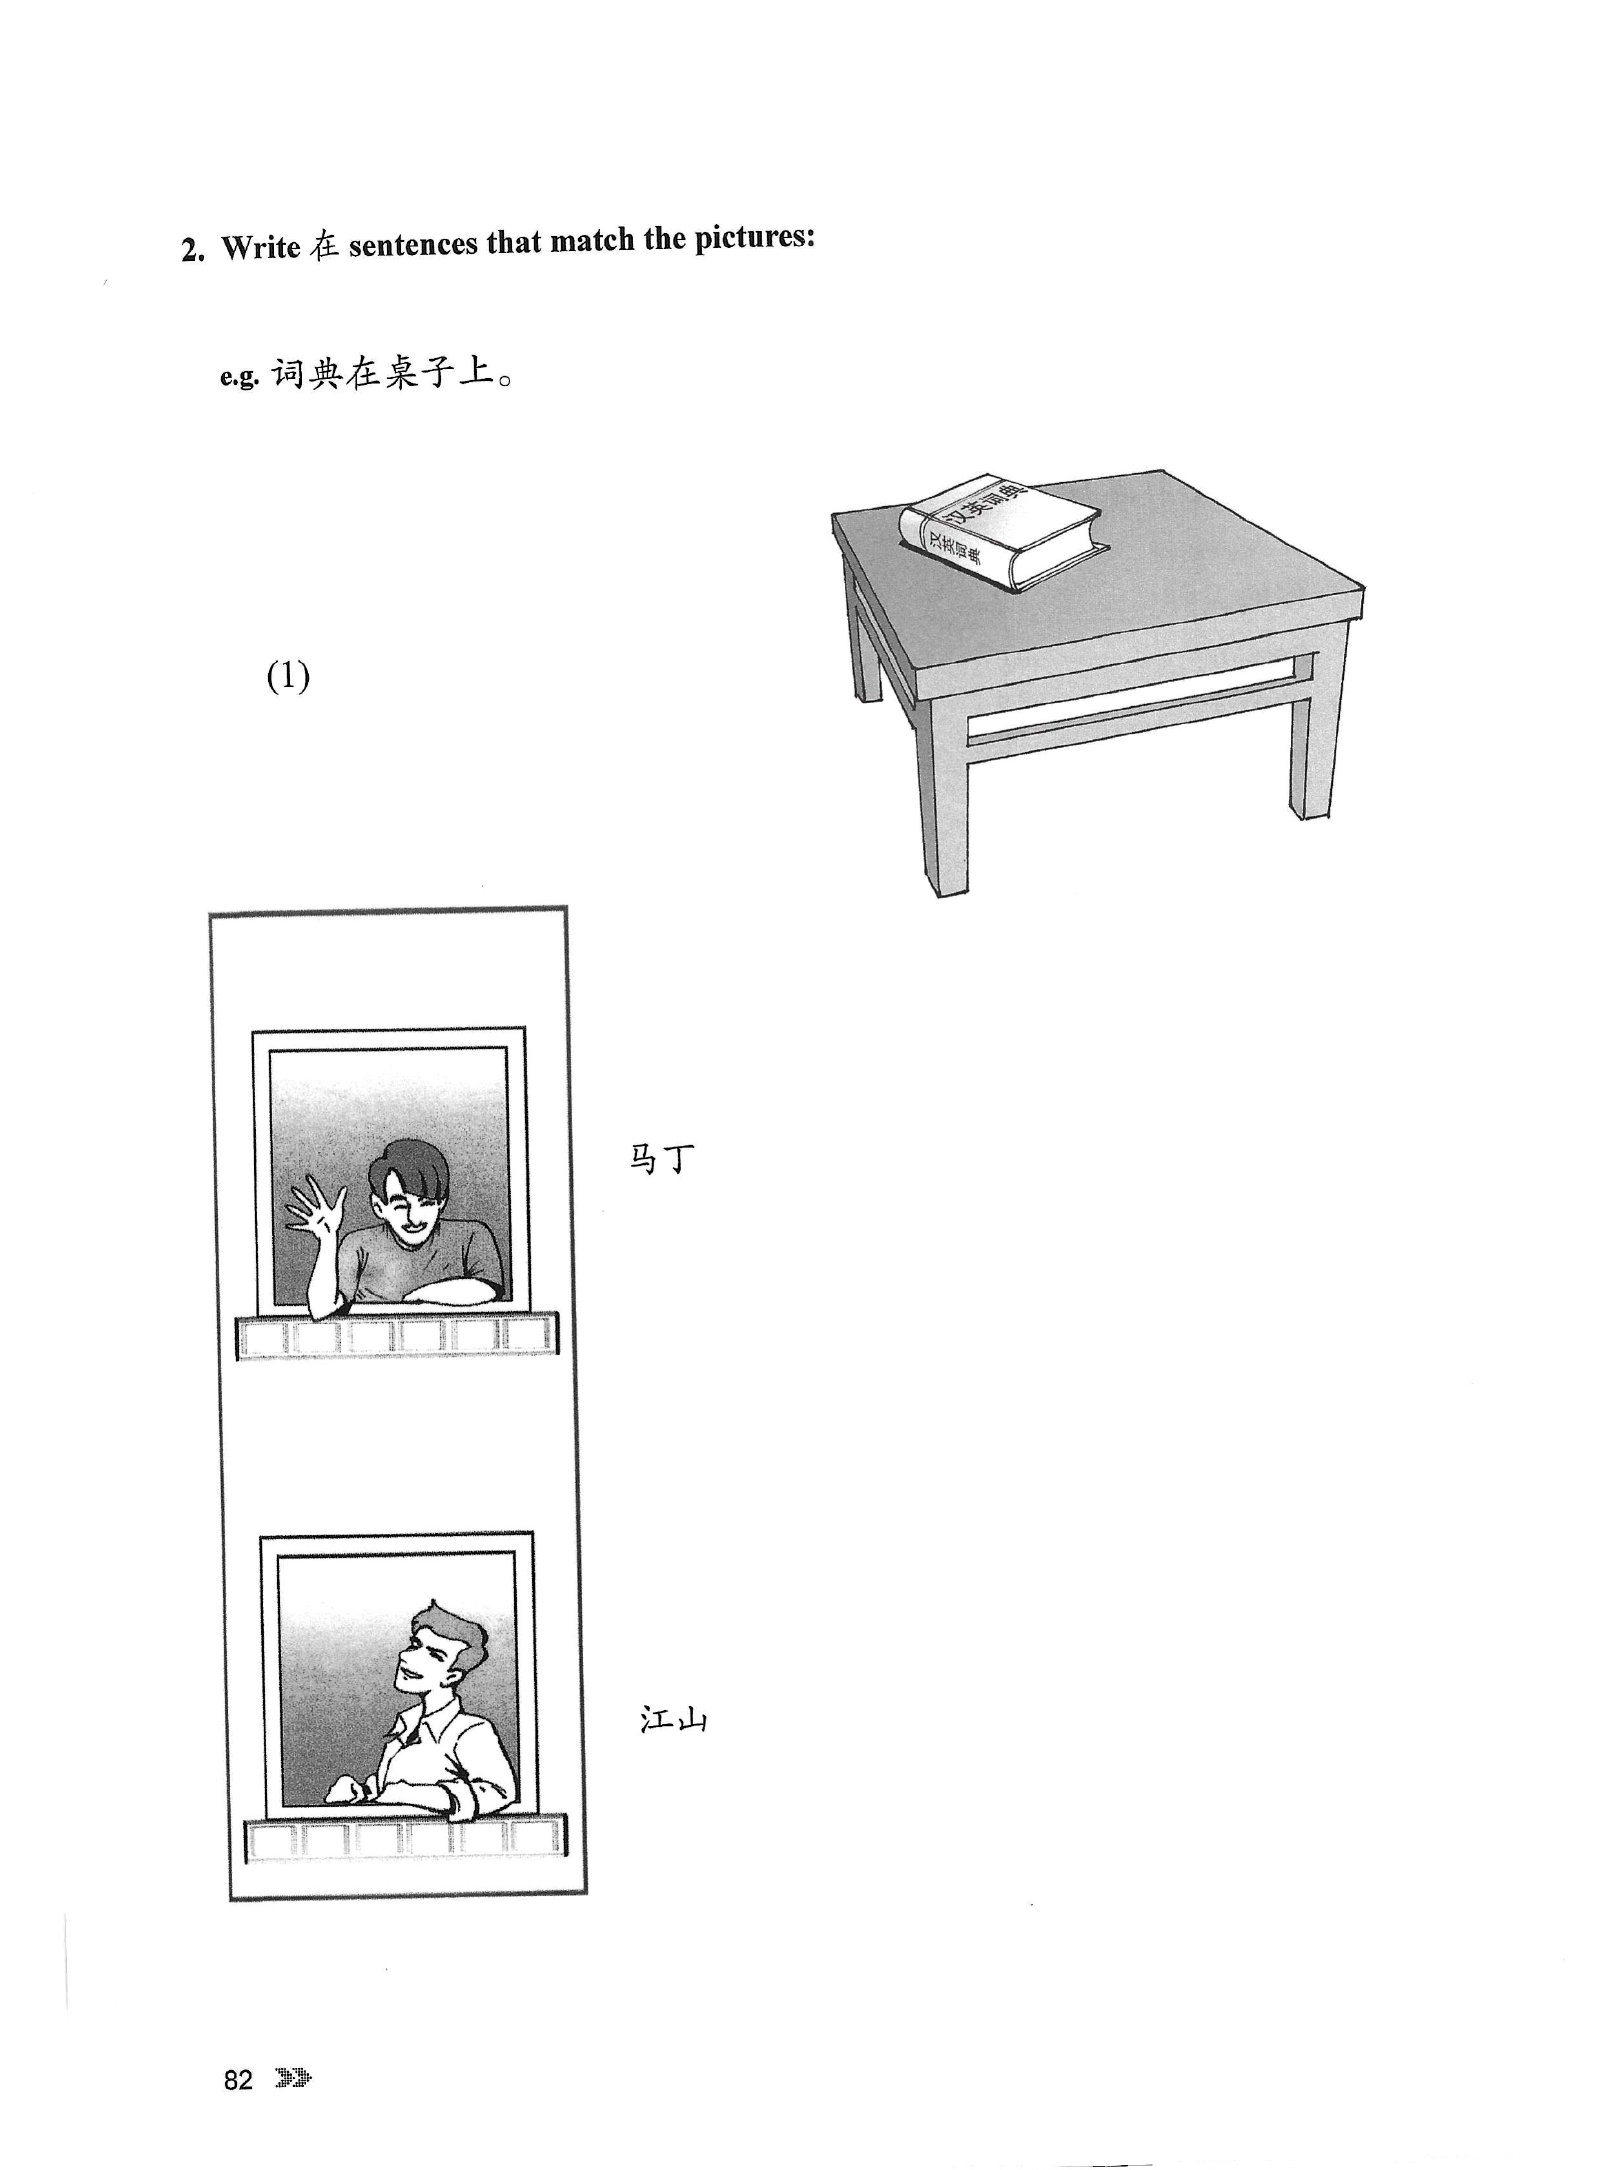 2. Write 在 sentences that match the pictures:
e.g. 词典在桌子上。
汉英词典
汉英词典
(1)
马丁
江山
82